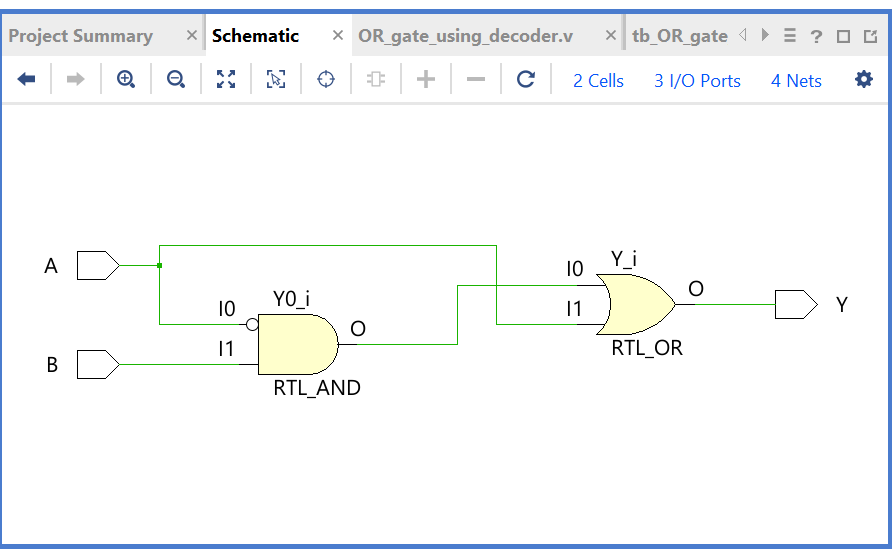 Project Summary × Schematic × OR_gate_using_decoder.v × tb_OR_gate ?
2 Cells 3 I/O Ports 4 Nets
A
B
I0
I1
Y0_i
O
RTL_AND
I0
I1
Y_i
O
RTL_OR
Y